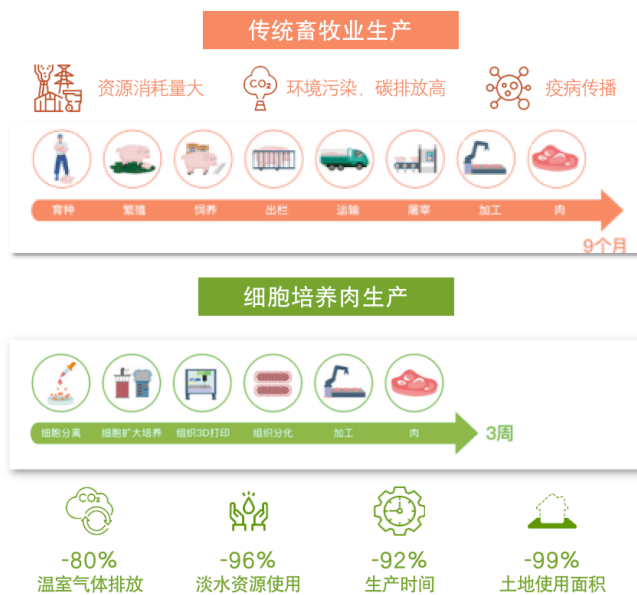 传统畜牧业生产
资源消耗量大
CO₂
环境污染，碳排放高
疫病传播
育种 繁殖 饲养 出栏 运输 屠宰 加工 肉
9个月
细胞培养肉生产
细胞分离 细胞扩大培养 组织3D打印 组织分化 加工 肉
3周
CO₂
-80% -96% -92% -99%
温室气体排放 淡水资源使用 生产时间 土地使用面积